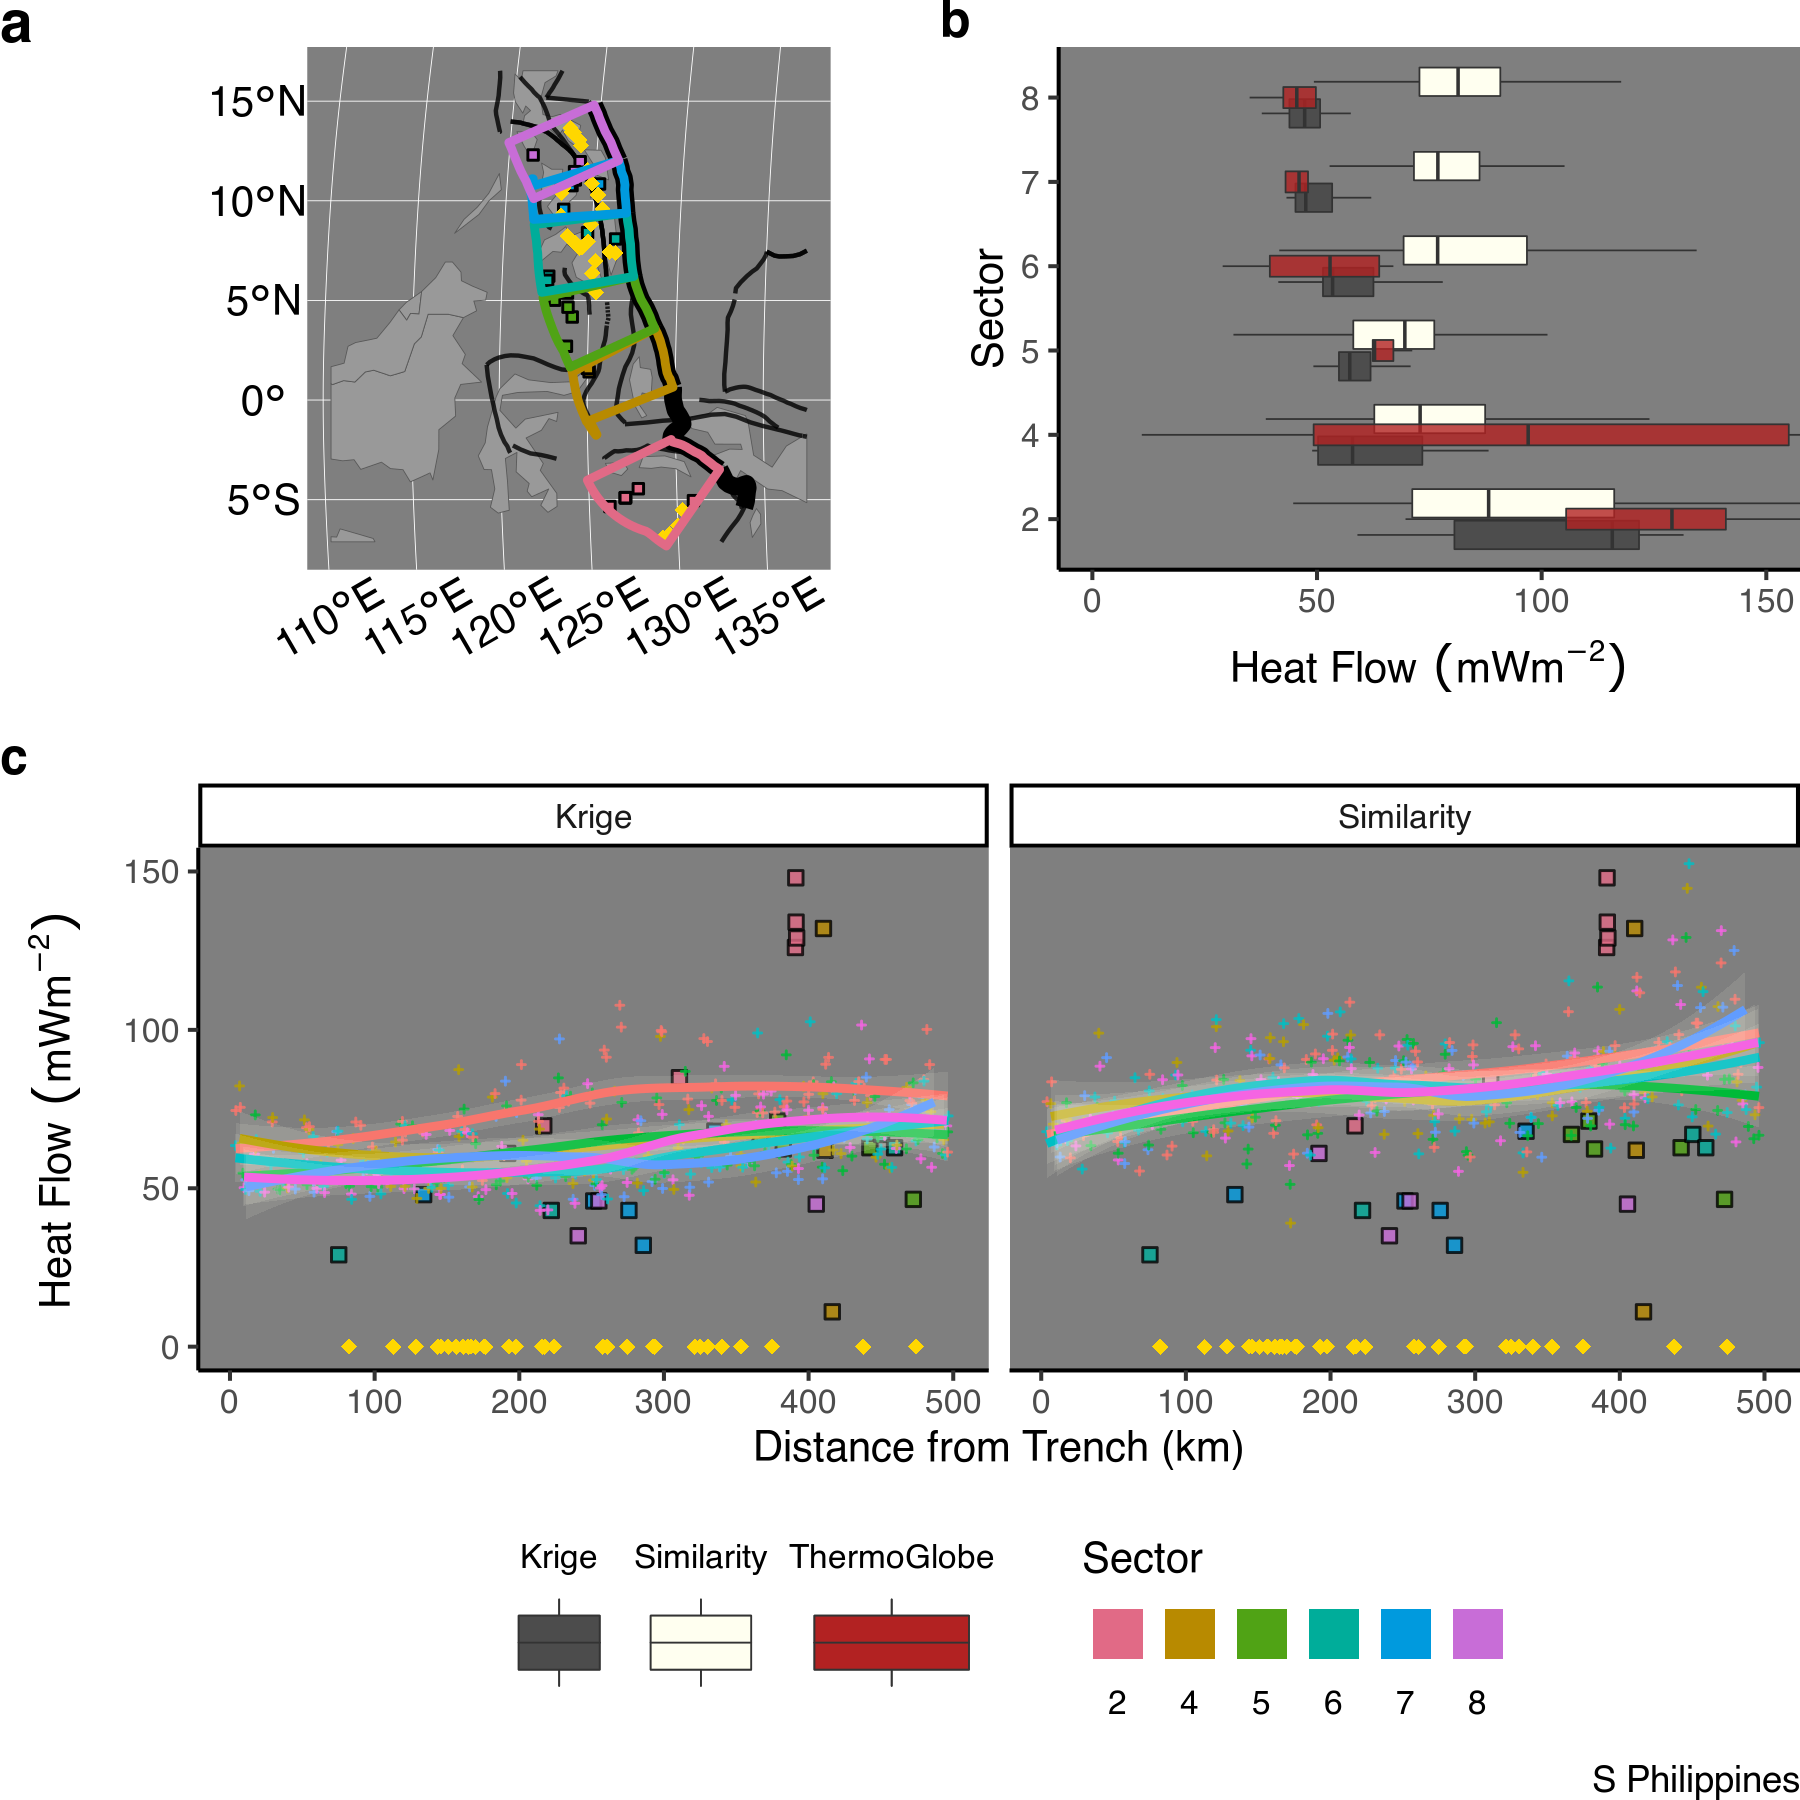 a
b
15°N
10°N
5°N
0°
5°S
110°E
115°E
120°E
125°E
130°E
135°E
Sector
8
7
6
5
4
2
0
50
100
150
Heat Flow (mWm−2)
c
Krige
Similarity
Heat Flow (mWm−2)
150
100
50
0
0
100
200
300
400
500
0
100
200
300
400
500
Distance from Trench (km)
Krige
Similarity
ThermoGlobe
Sector
2
4
5
6
7
8
S Philippines